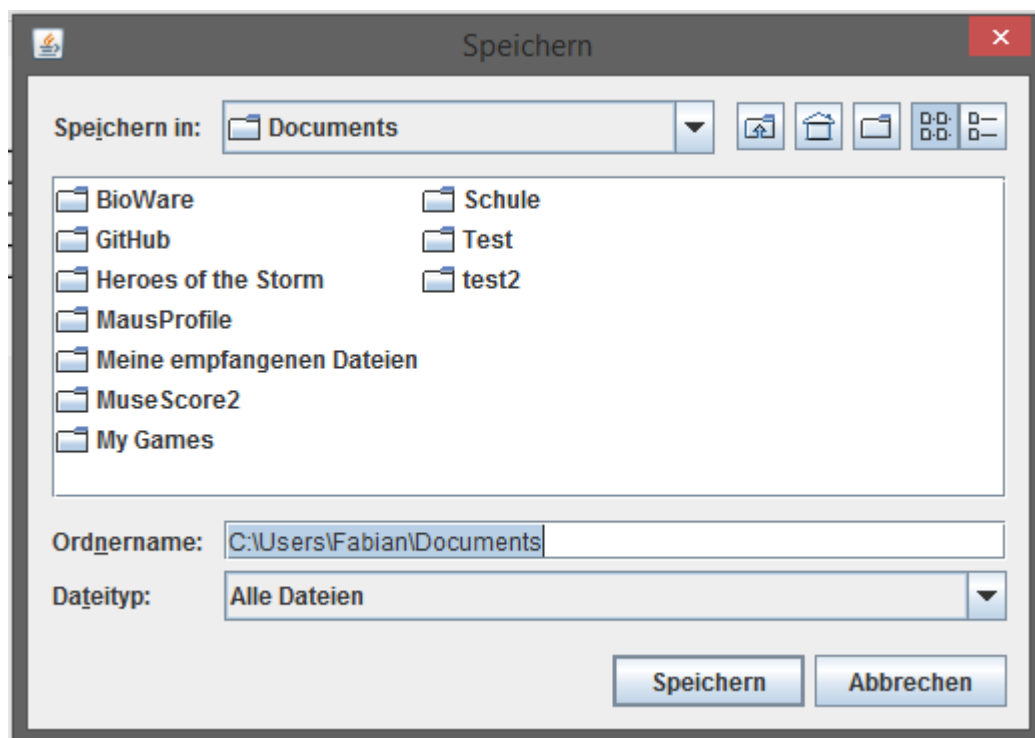 Speichern
Speichern in: Documents
BioWare
GitHub
Heroes of the Storm
MausProfile
Meine empfangenen Dateien
MuseScore2
My Games
Schule
Test
test2
Ordnername: C:\Users\Fabian\Documents
Dateityp: Alle Dateien
Speichern Abbrechen